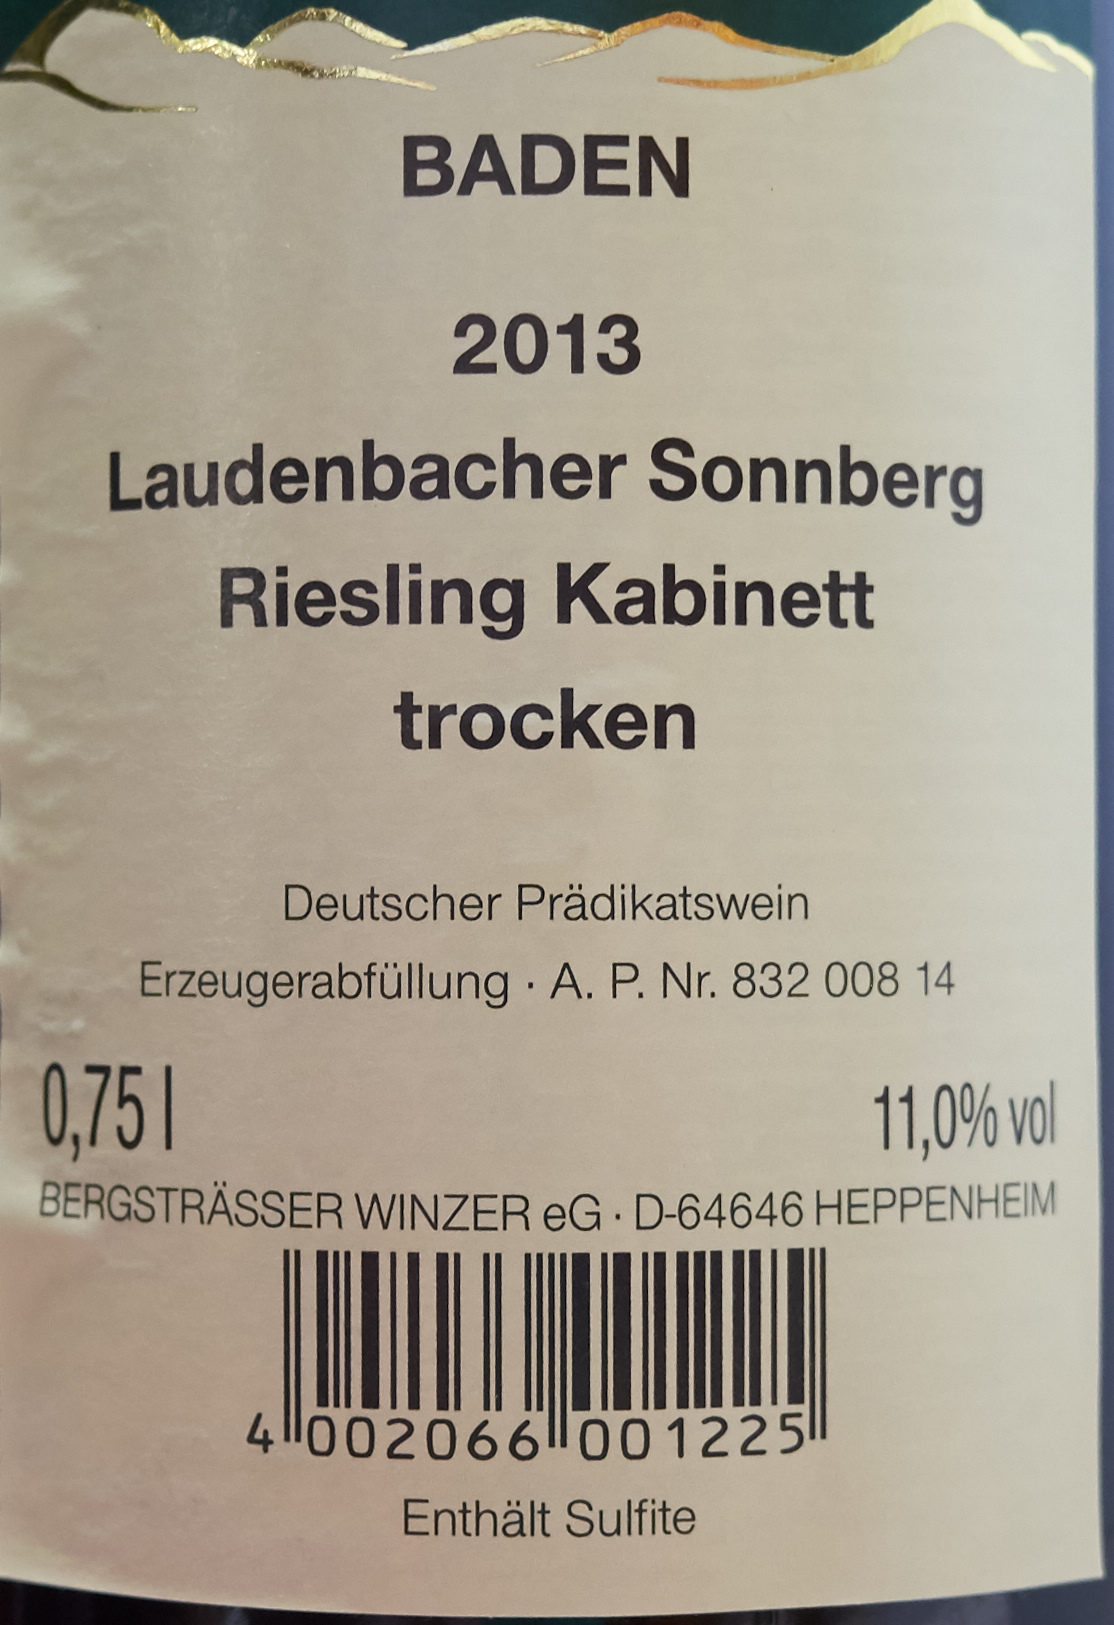 BADEN
2013
Laudenbacher Sonnberg
Riesling Kabinett
trocken
Deutscher Prädikatswein
Erzeugerabfüllung · A. P. Nr. 832 008 14
0,75 l 11,0% vol
BERGSTRÄSSER WINZER eG · D-64646 HEPPENHEIM
4 002066 001225
Enthält Sulfite